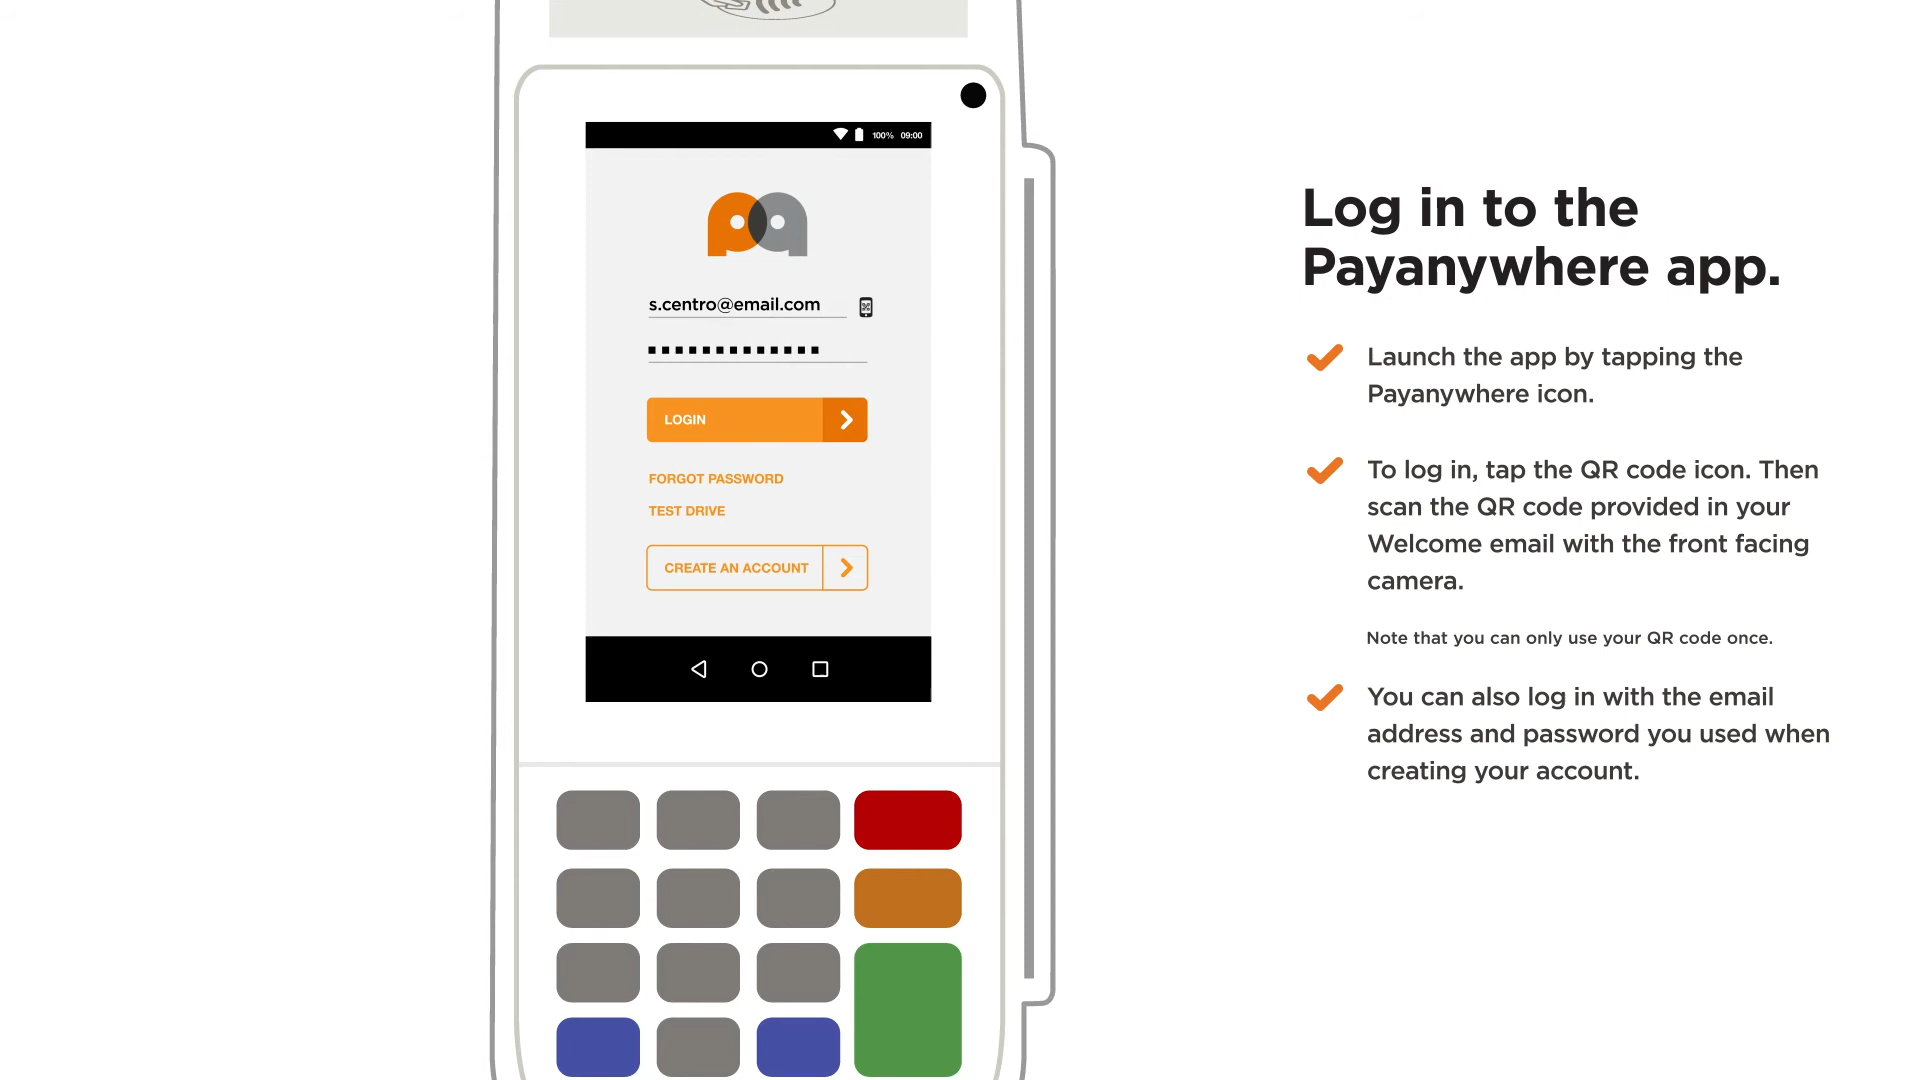 100% 09:00
s.centro@email.com
LOGIN
FORGOT PASSWORD
TEST DRIVE
CREATE AN ACCOUNT
Log in to the
Payanywhere app.
Launch the app by tapping the
Payanywhere icon.
To log in, tap the QR code icon. Then
scan the QR code provided in your
Welcome email with the front facing
camera.
Note that you can only use your QR code once.
You can also log in with the email
address and password you used when
creating your account.